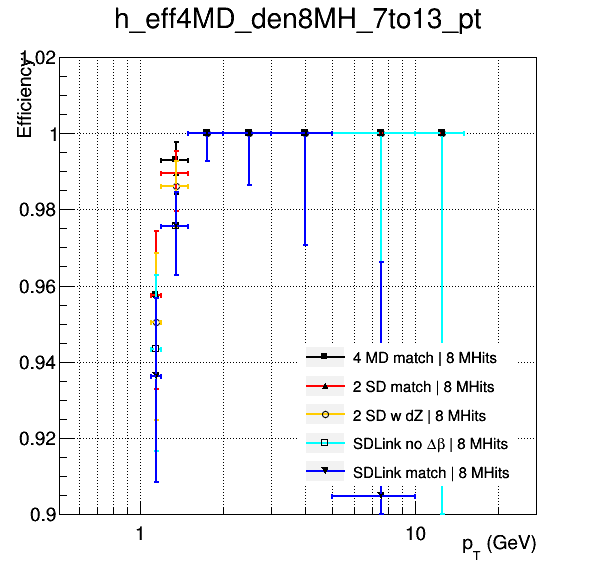 h_eff4MD_den8MH_7to13_pt
Efficiency
1.02
1
0.98
0.96
0.94
0.92
0.9
4 MD match | 8 MHits
2 SD match | 8 MHits
2 SD w dZ | 8 MHits
SDLink no Δβ | 8 MHits
SDLink match | 8 MHits
1
10
p_T (GeV)